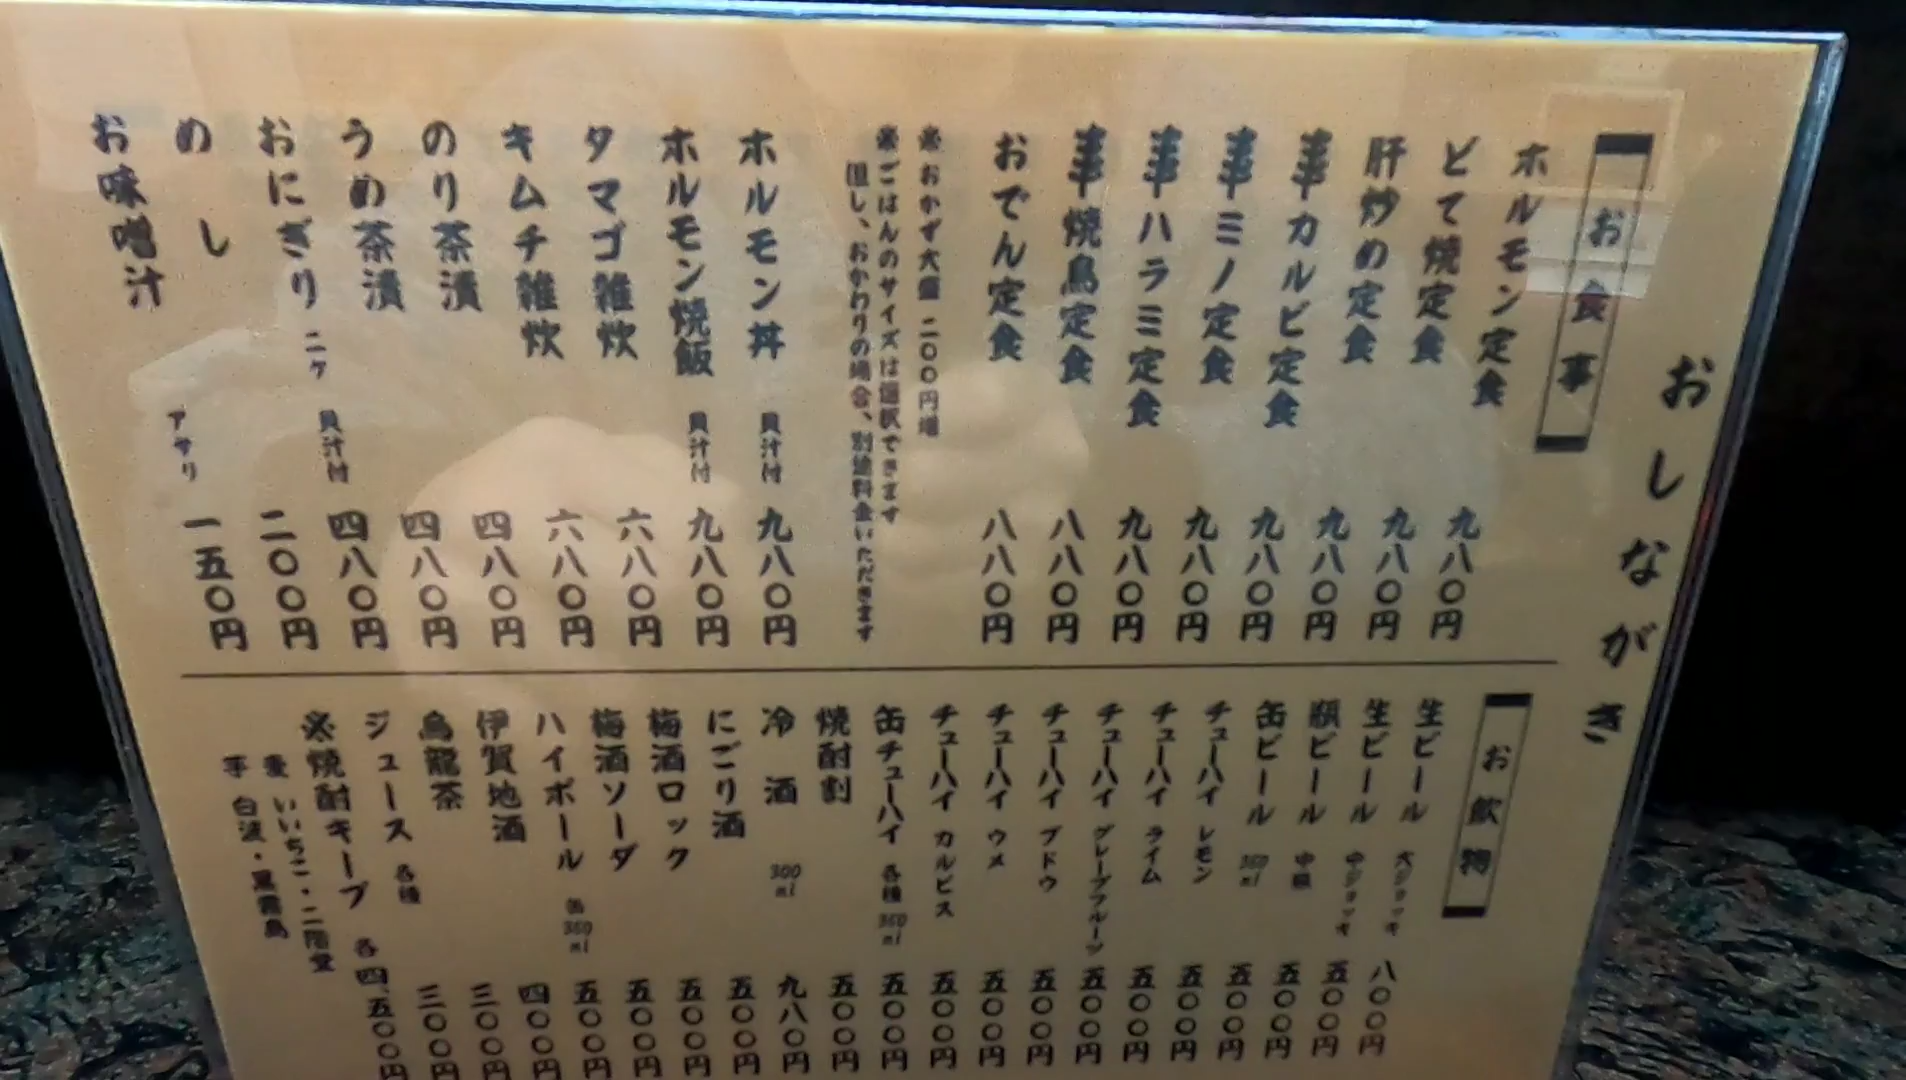 おしながき
お食事
ホルモン定食 九八〇円
どて焼定食 九八〇円
肝炒め定食 九八〇円
串カルビ定食 九八〇円
串ミノ定食 九八〇円
串ハラミ定食 九八〇円
串焼鳥定食 八八〇円
おでん定食 八八〇円
※おかず大盛 二〇〇円増
※ごはんのサイズは選択できます
但し、おかわりの場合、別途料金いただきます
ホルモン丼 貝汁付 九八〇円
ホルモン焼飯 貝汁付 九八〇円
タマゴ雑炊 六八〇円
キムチ雑炊 六八〇円
のり茶漬 四八〇円
うめ茶漬 四八〇円
おにぎり 二ケ 貝汁付 四八〇円
めし 二〇〇円
お味噌汁 アサリ 一五〇円
お飲物
生ビール 大ジョッキ 八〇〇円
生ビール 中ジョッキ 五〇〇円
瓶ビール 中瓶 五〇〇円
缶ビール 350ml 五〇〇円
チューハイ レモン 五〇〇円
チューハイ ライム 五〇〇円
チューハイ グレープフルーツ 五〇〇円
チューハイ ブドウ 五〇〇円
チューハイ ウメ 五〇〇円
チューハイ カルピス 五〇〇円
缶チューハイ 各種 350ml 五〇〇円
焼酎割 五〇〇円
冷酒 300ml 九八〇円
にごり酒 五〇〇円
梅酒ロック 五〇〇円
梅酒ソーダ 五〇〇円
ハイボール 缶350ml 五〇〇円
伊賀地酒 四〇〇円
烏龍茶 三〇〇円
ジュース 各種 三〇〇円
※焼酎キープ 各四、五〇〇円
麦 いいちこ・二階堂
芋 白波・黒霧島